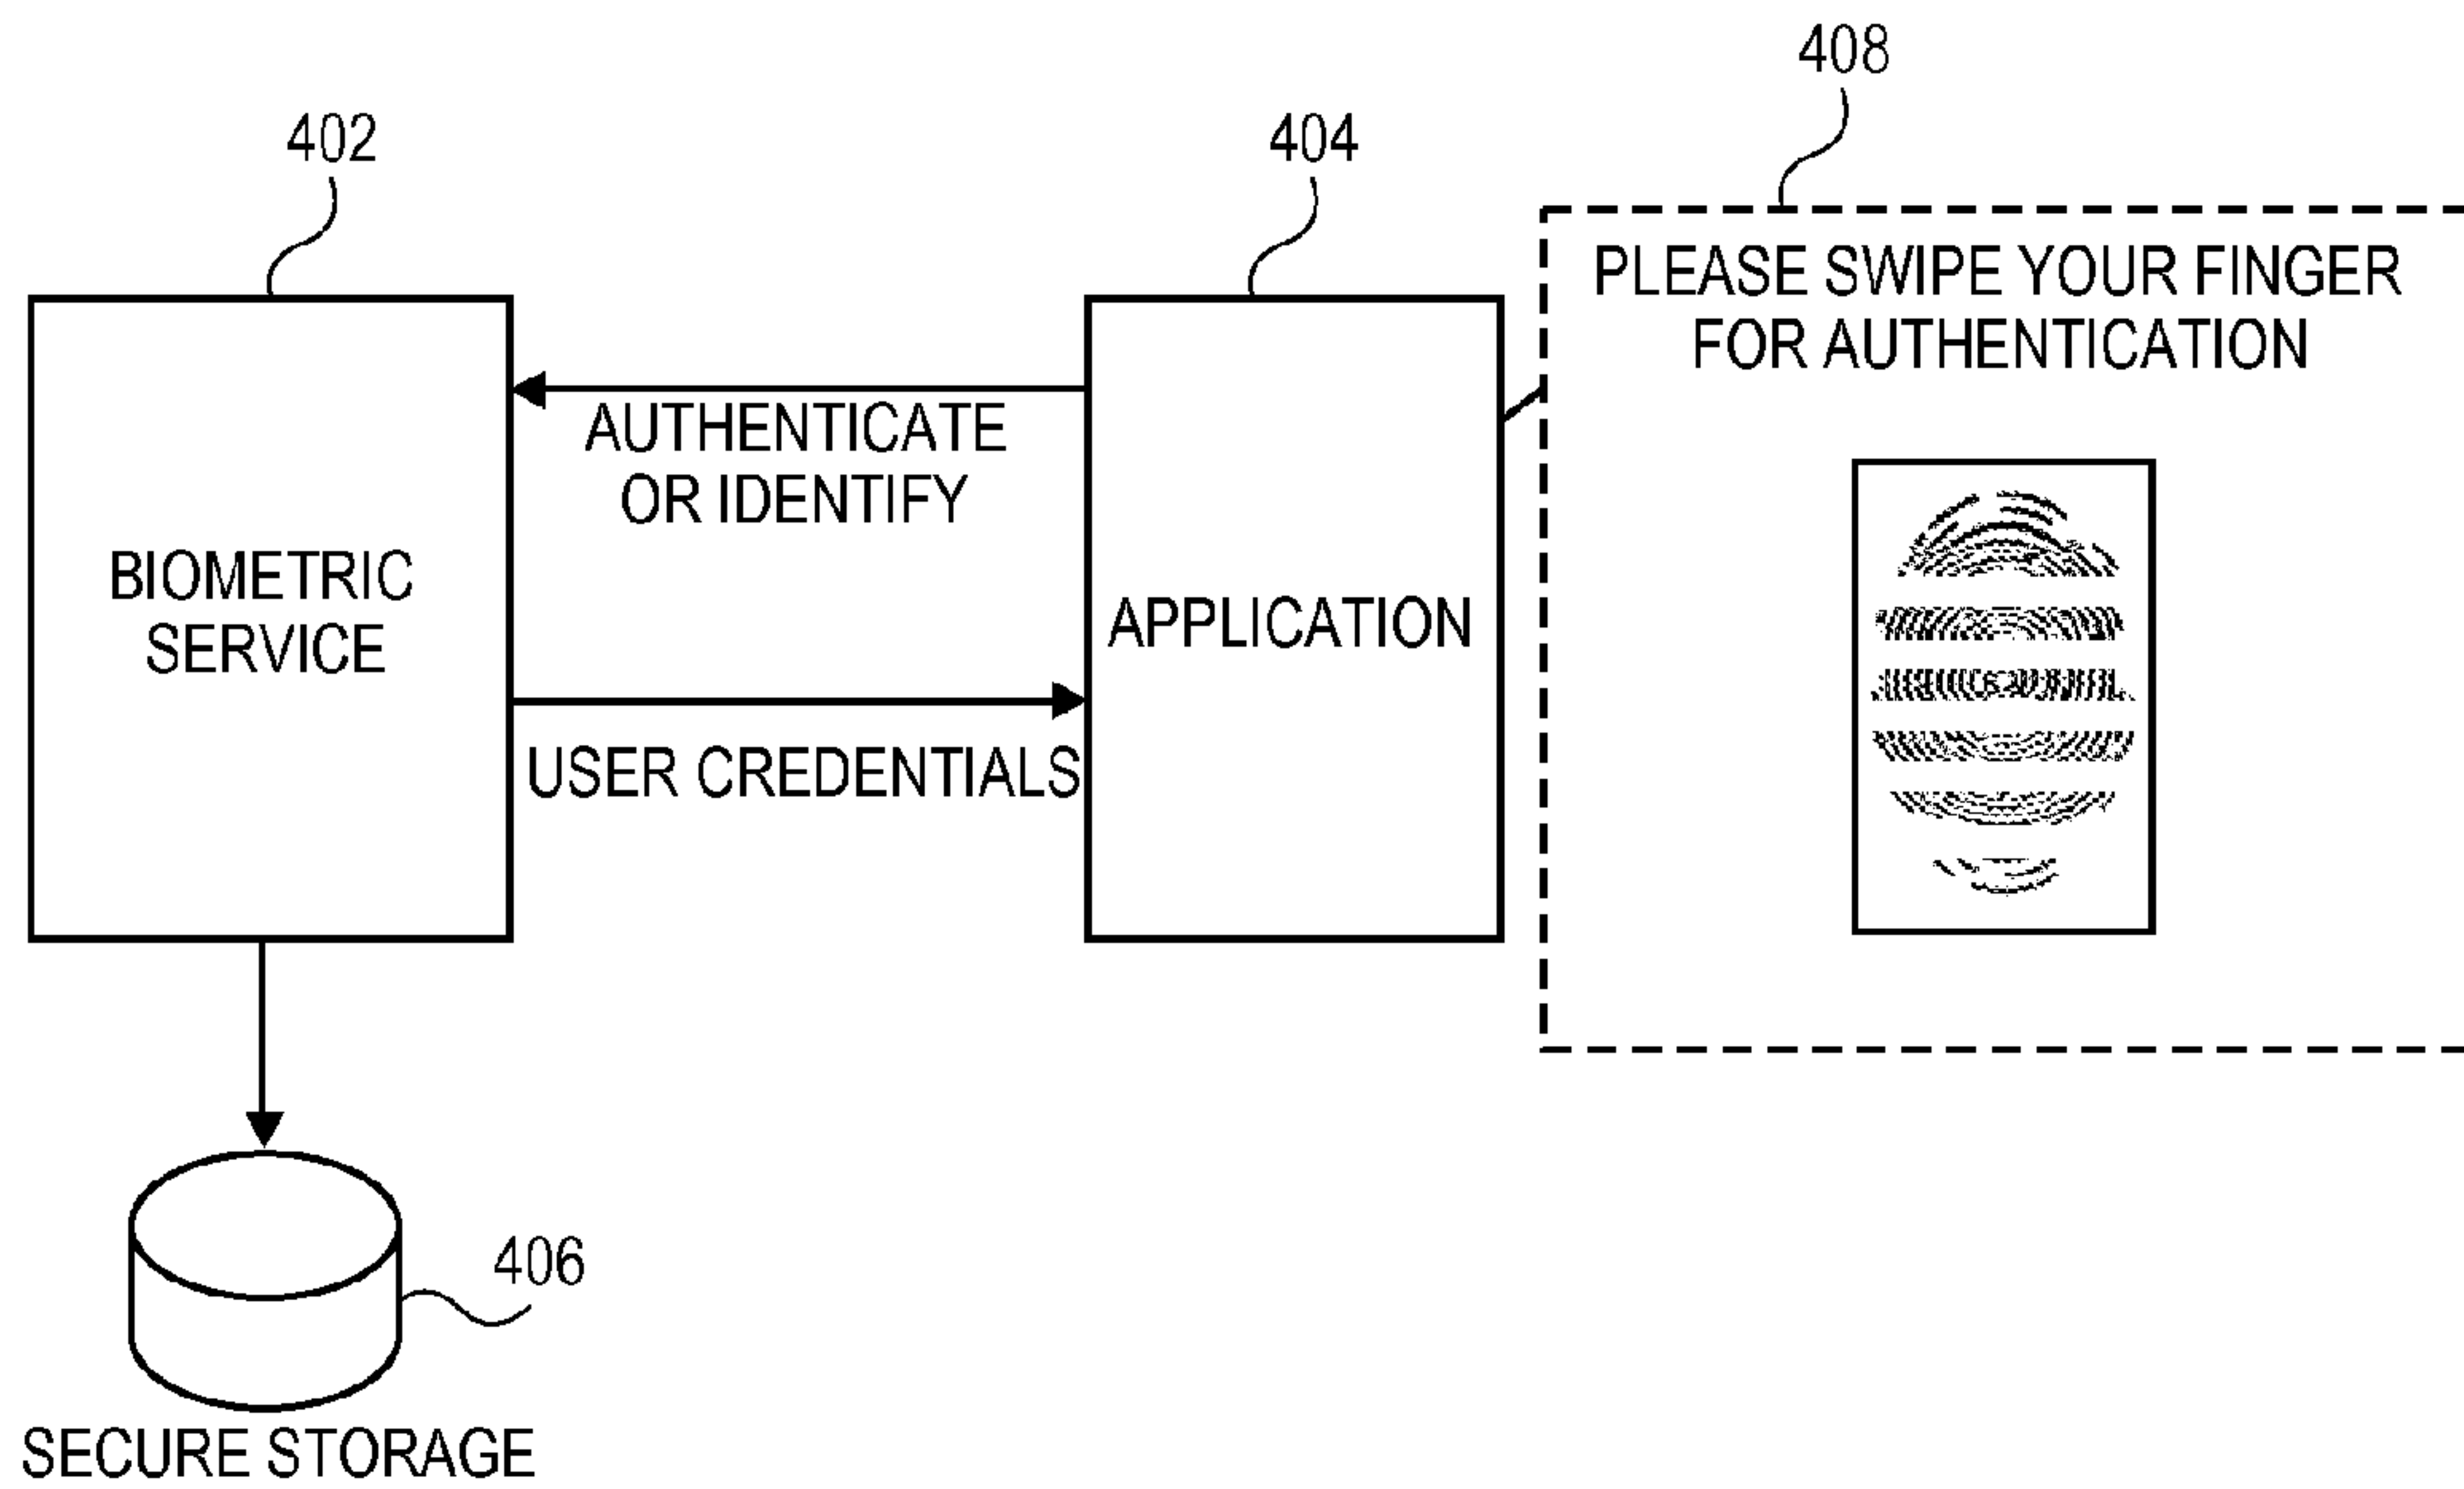 408
402
404
PLEASE SWIPE YOUR FINGER
FOR AUTHENTICATION
AUTHENTICATE
OR IDENTIFY
BIOMETRIC
SERVICE
APPLICATION
USER CREDENTIALS
406
SECURE STORAGE